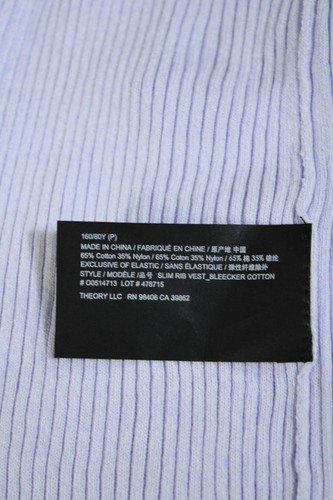 160/80Y (P)
MADE IN CHINA / FABRIQUÉ EN CHINE / 原产地 中国
65% Cotton 35% Nylon / 65% Coton 35% Nylon / 65% 棉 35% 锦纶
EXCLUSIVE OF ELASTIC / SANS ÉLASTIQUE / 弹性纤维除外
STYLE / MODÈLE /品号 SLIM RIB VEST_BLEECKER COTTON
# O0514713 LOT # 478715
THEORY LLC RN 98406 CA 39862